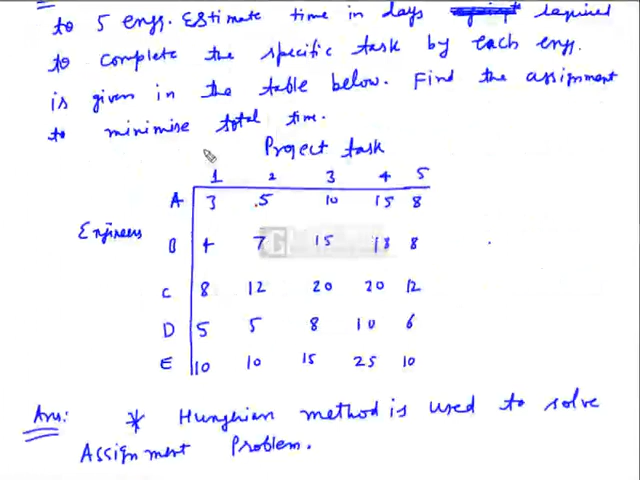 to 5 engs. Estimate time in days required
to complete the specific task by each eng.
is given in the table below. Find the assignment
to minimise total time.
Project task
1 2 3 4 5
A 3 .5 10 15 8
Engineers B 4 7 15 18 8
C 8 12 20 20 12
D 5 5 8 10 6
E 10 10 15 25 10
Ans: * Hungrian method is used to solve
Assignment Problem.